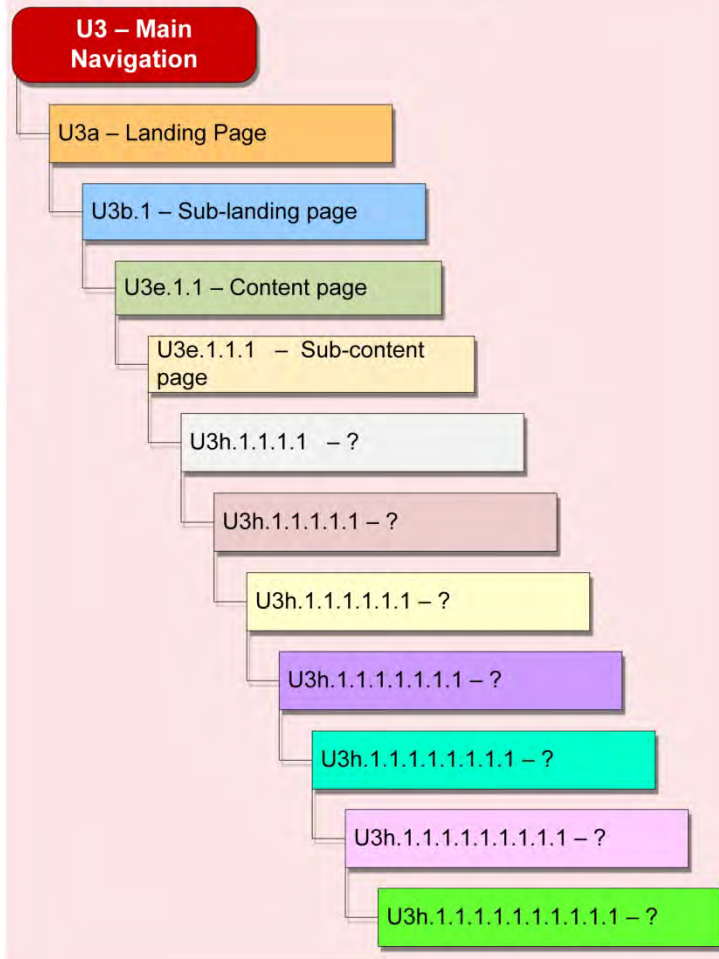 U3 – Main
Navigation
U3a – Landing Page
U3b.1 – Sub-landing page
U3e.1.1 – Content page
U3e.1.1.1 – Sub-content
page
U3h.1.1.1.1 – ?
U3h.1.1.1.1.1 – ?
U3h.1.1.1.1.1.1 – ?
U3h.1.1.1.1.1.1.1 – ?
U3h.1.1.1.1.1.1.1.1 – ?
U3h.1.1.1.1.1.1.1.1.1 – ?
U3h.1.1.1.1.1.1.1.1.1.1 – ?